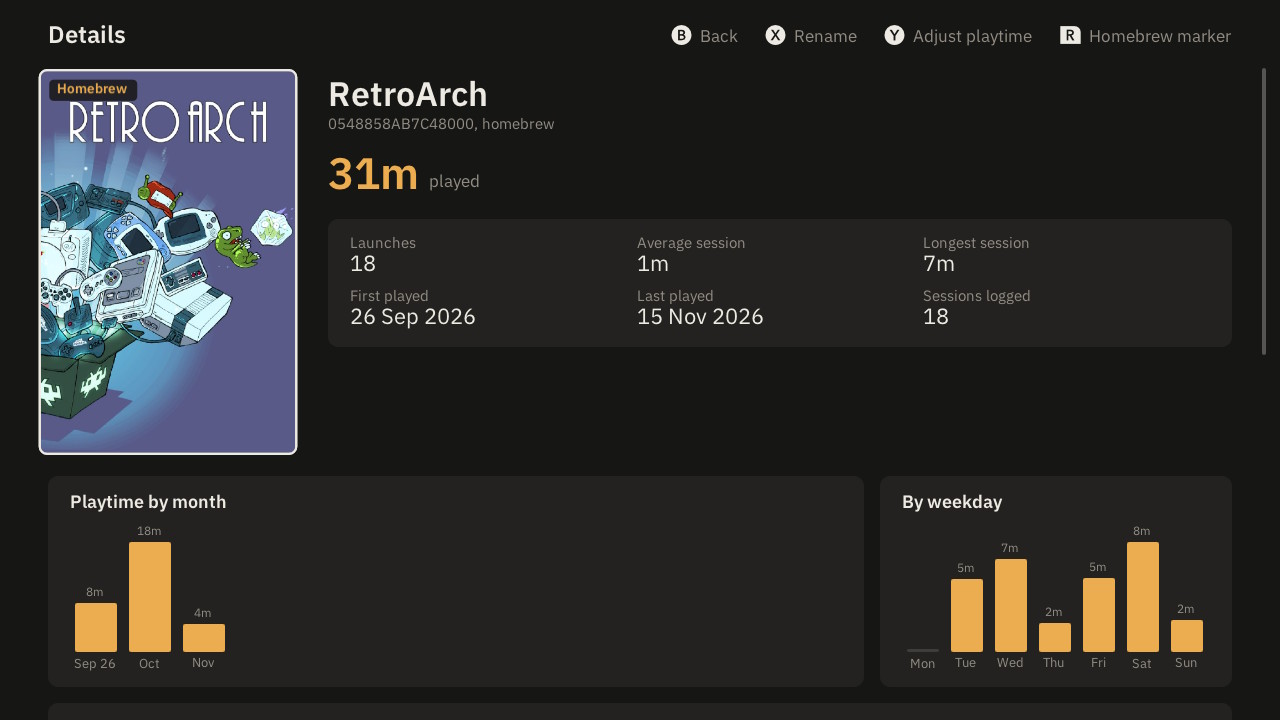 Details
B Back X Rename Y Adjust playtime R Homebrew marker
Homebrew
RETROARCH
RetroArch
0548858AB7C48000, homebrew
31m played
Launches
18
Average session
1m
Longest session
7m
First played
26 Sep 2026
Last played
15 Nov 2026
Sessions logged
18
Playtime by month
8m
18m
4m
Sep 26
Oct
Nov
By weekday
5m
7m
2m
5m
8m
2m
Mon
Tue
Wed
Thu
Fri
Sat
Sun